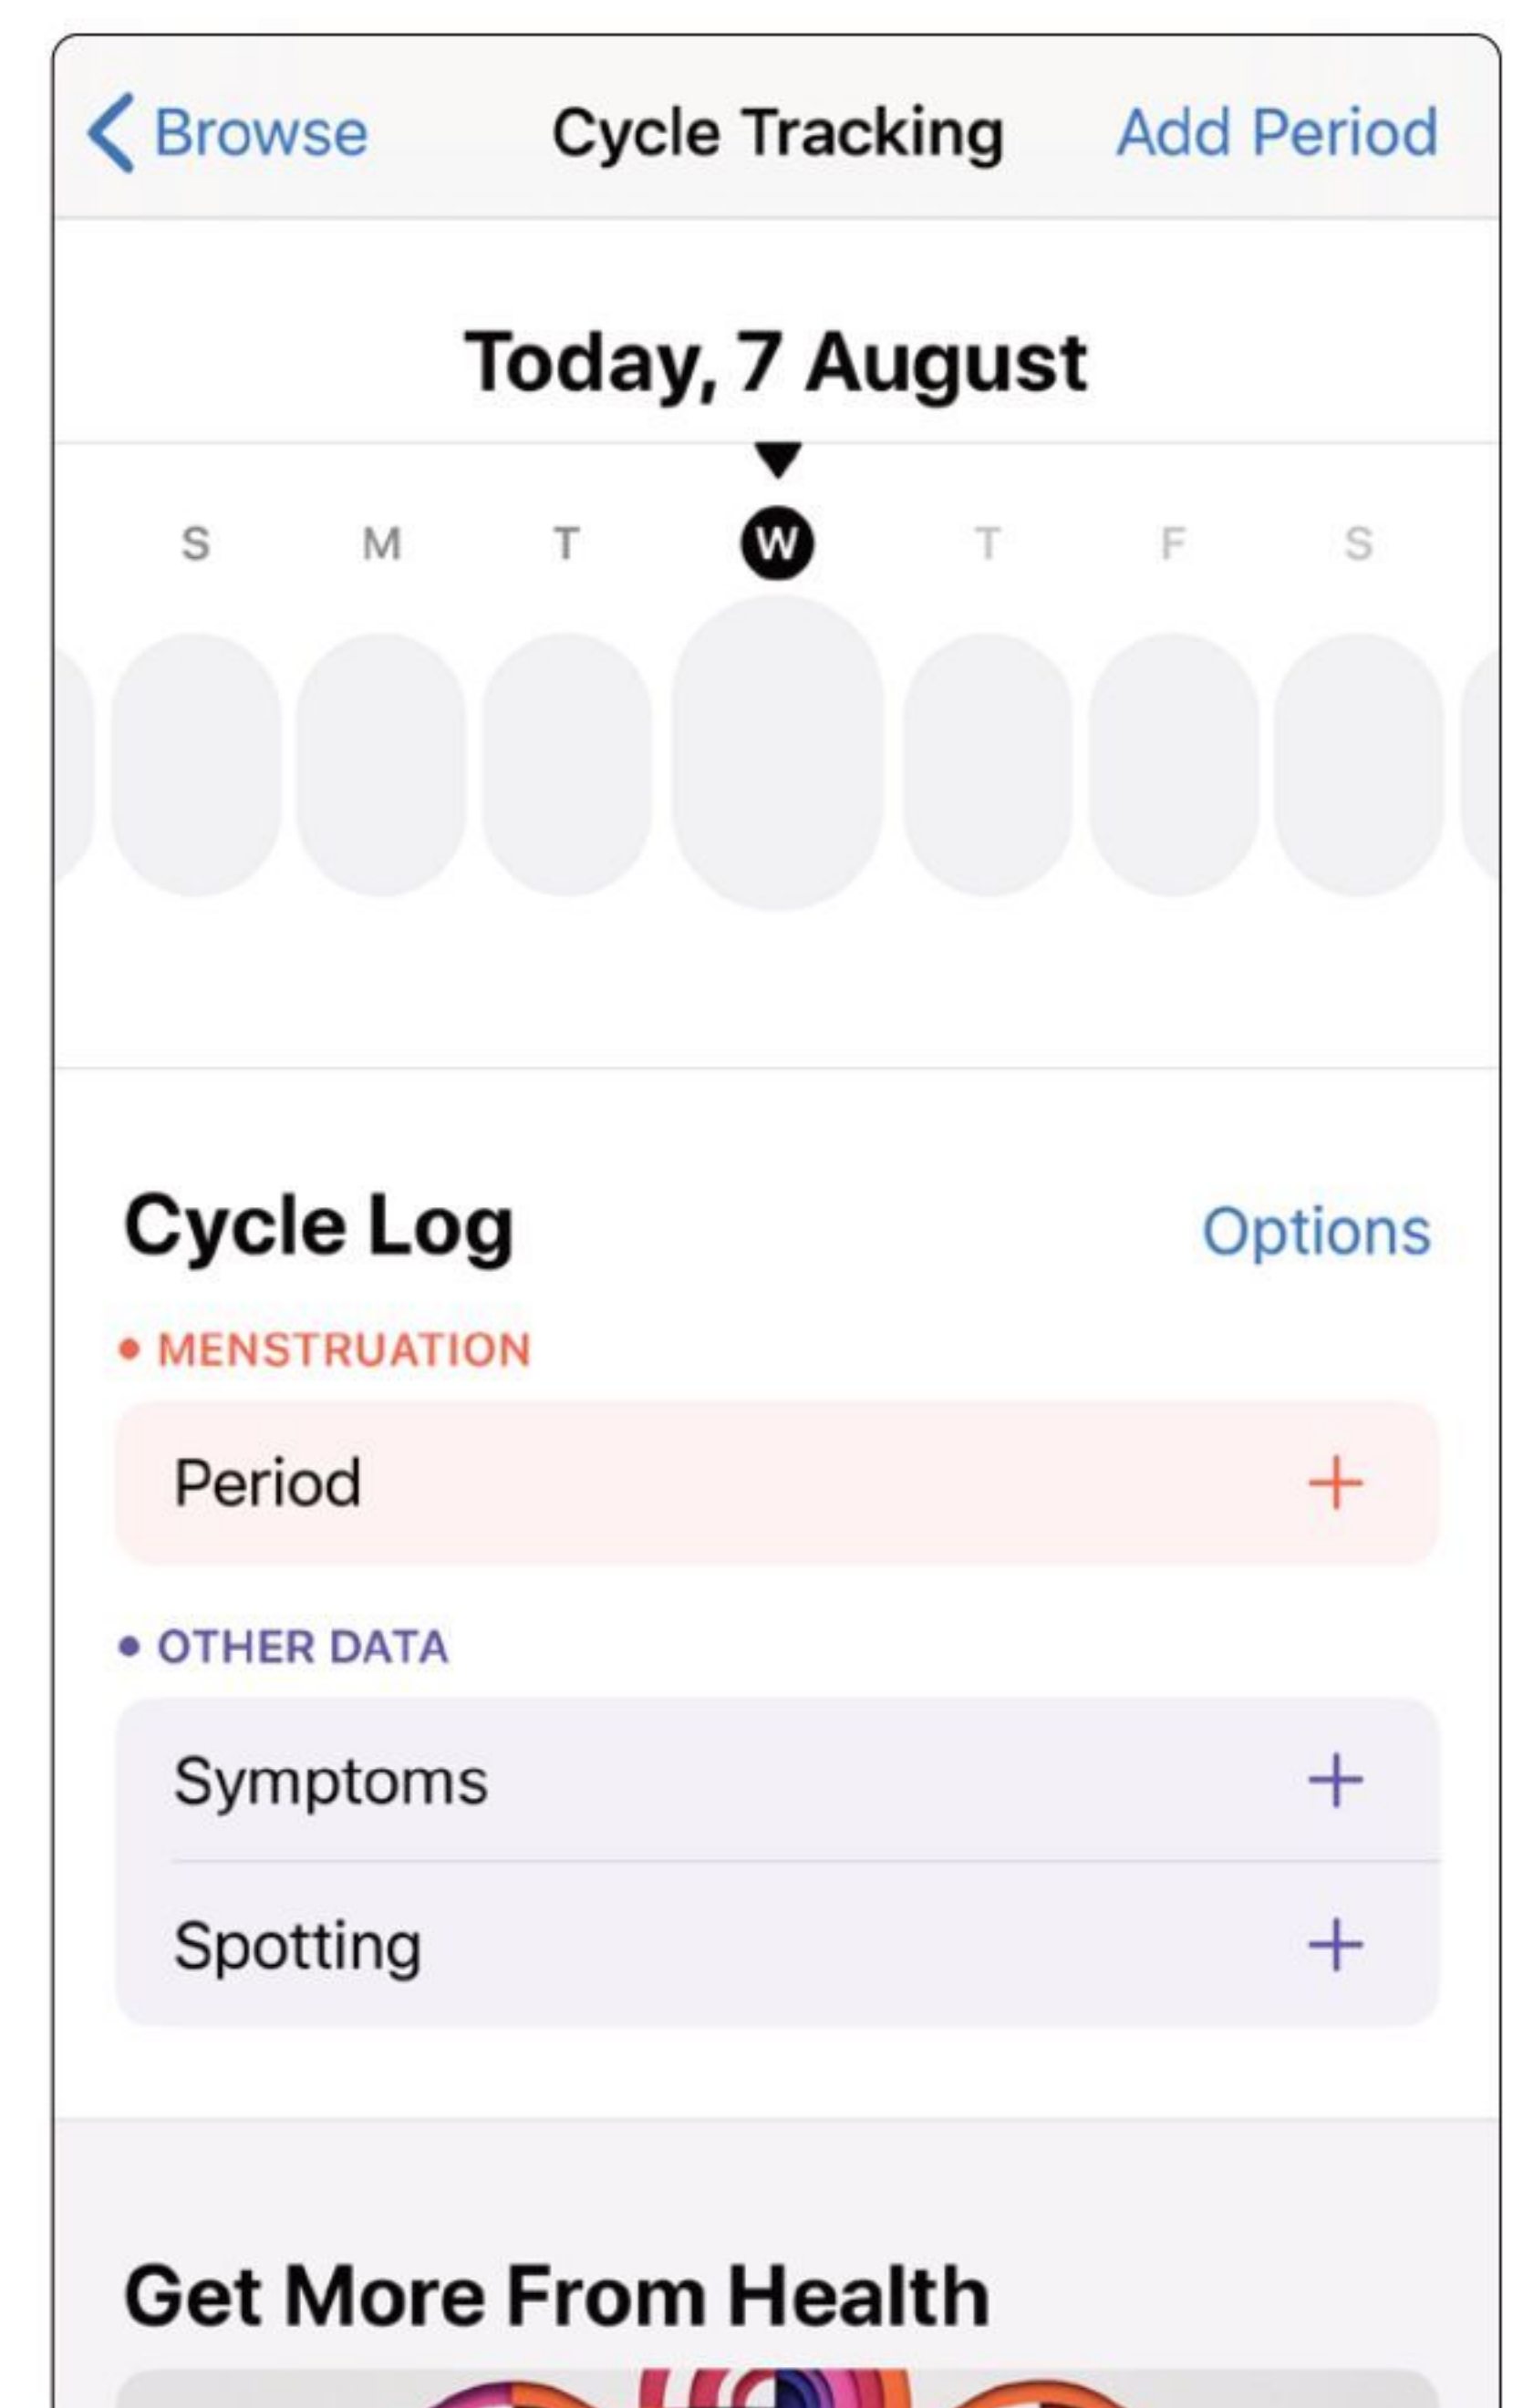 Browse Cycle Tracking Add Period
Today, 7 August
S M T W T F S
Cycle Log Options
• MENSTRUATION
Period +
• OTHER DATA
Symptoms +
Spotting +
Get More From Health